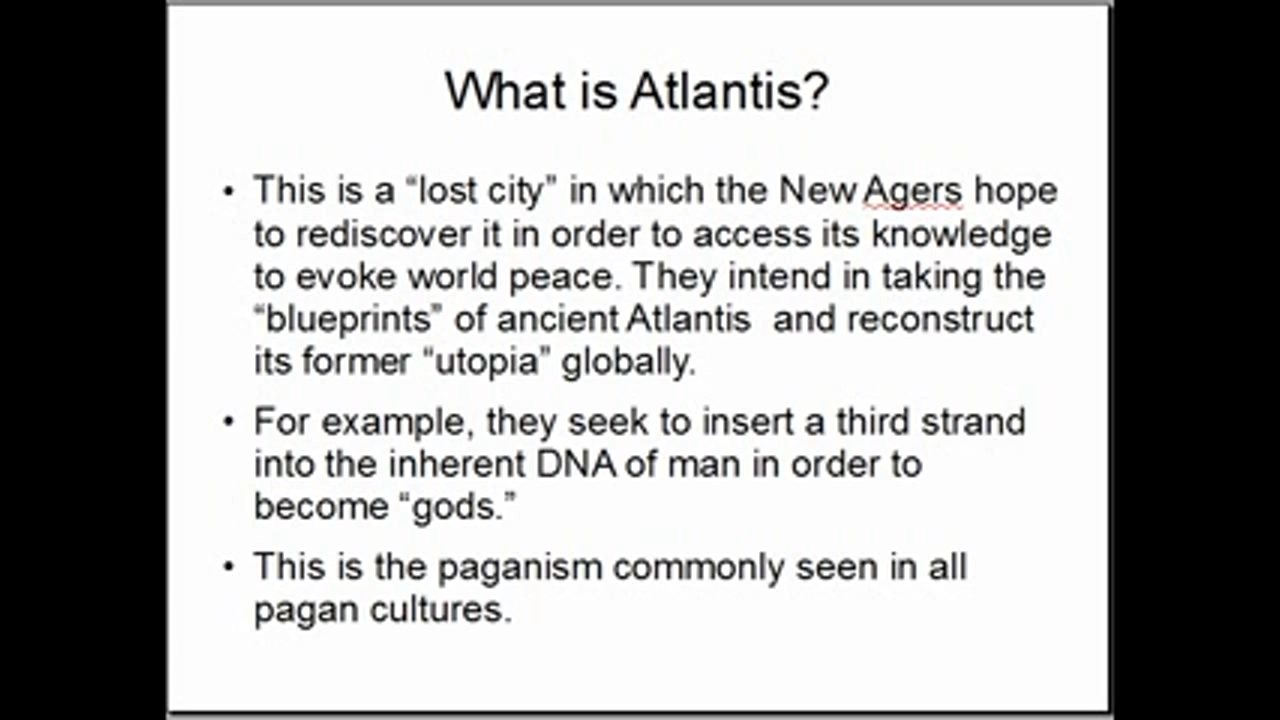 What is Atlantis?
• This is a “lost city” in which the New Agers hope
to rediscover it in order to access its knowledge
to evoke world peace. They intend in taking the
“blueprints” of ancient Atlantis  and reconstruct
its former “utopia” globally.
• For example, they seek to insert a third strand
into the inherent DNA of man in order to
become “gods.”
• This is the paganism commonly seen in all
pagan cultures.